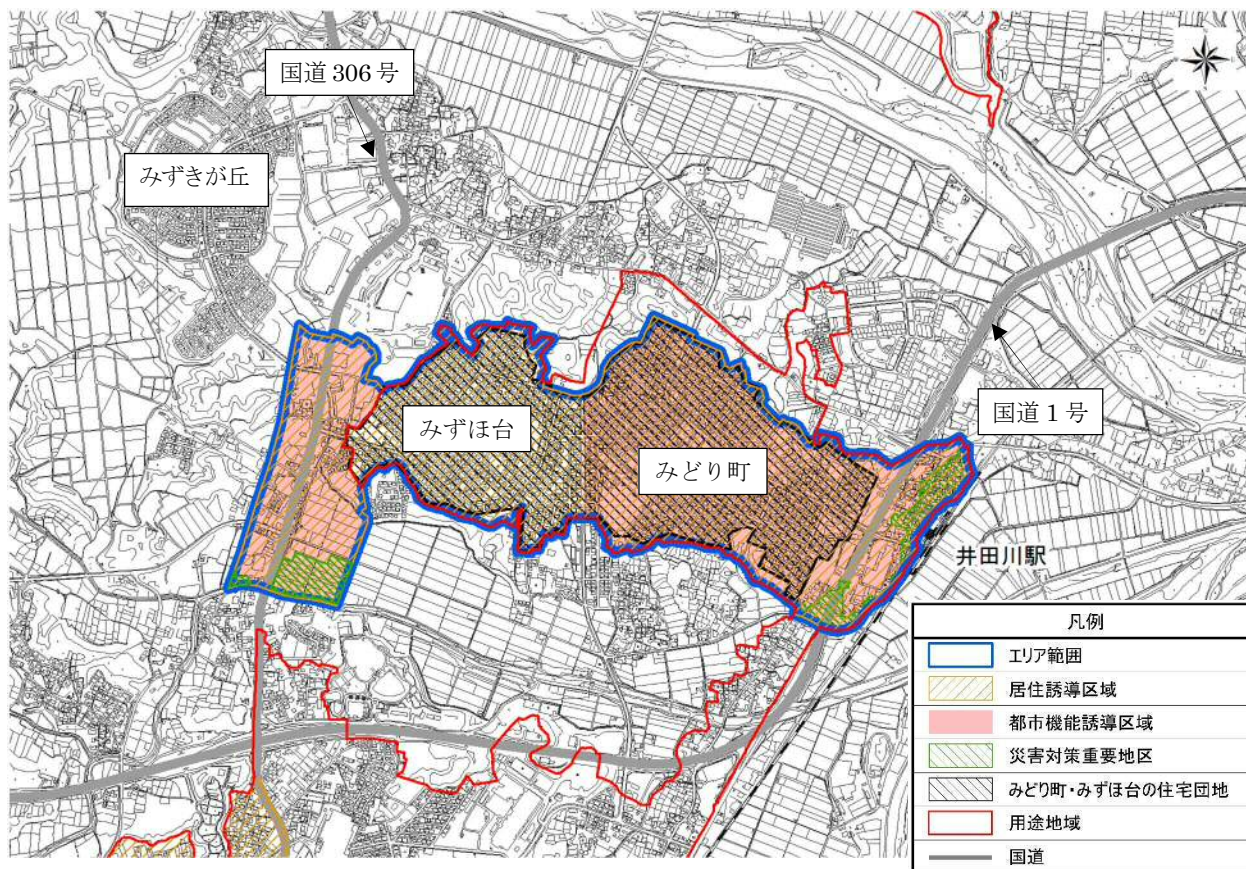 国道 306 号
みずきが丘
国道 1 号
みずほ台
みどり町
井田川駅
凡例
エリア範囲
居住誘導区域
都市機能誘導区域
災害対策重要地区
みどり町・みずほ台の住宅団地
用途地域
国道